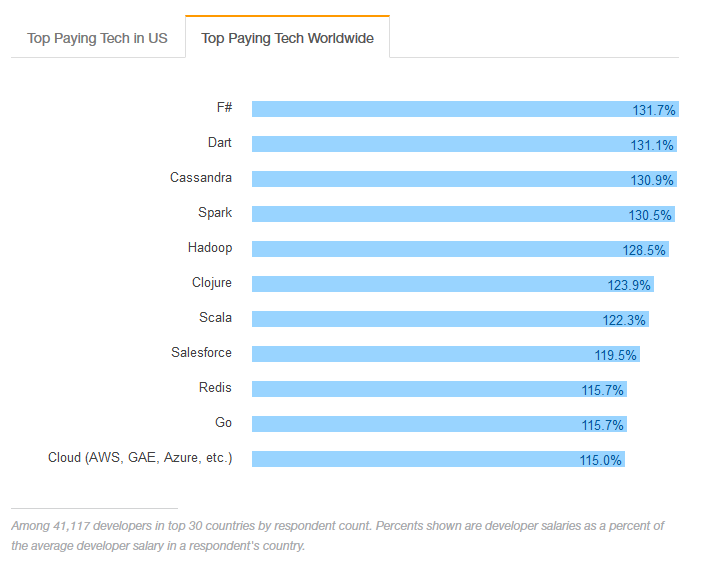 Top Paying Tech in US
Top Paying Tech Worldwide
F# 131.7%
Dart 131.1%
Cassandra 130.9%
Spark 130.5%
Hadoop 128.5%
Clojure 123.9%
Scala 122.3%
Salesforce 119.5%
Redis 115.7%
Go 115.7%
Cloud (AWS, GAE, Azure, etc.) 115.0%
Among 41,117 developers in top 30 countries by respondent count. Percents shown are developer salaries as a percent of
the average developer salary in a respondent's country.